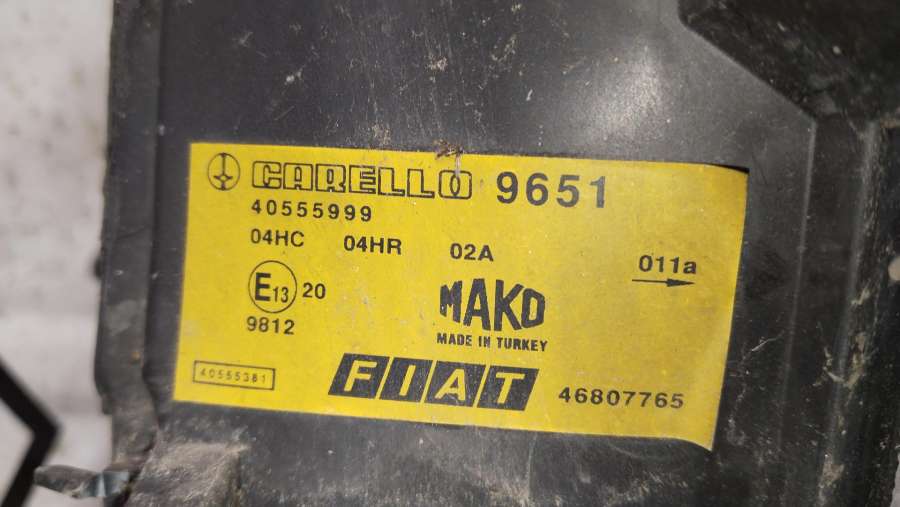 CARELLO 9651
40555999
04HC 04HR 02A
011a
E13 20
9812
MAKO
MADE IN TURKEY
40555381
FIAT
46807765